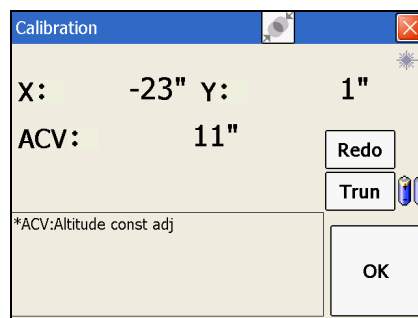 Calibration
X: -23" Y: 1"
ACV: 11"
Redo
Trun
*ACV:Altitude const adj
OK